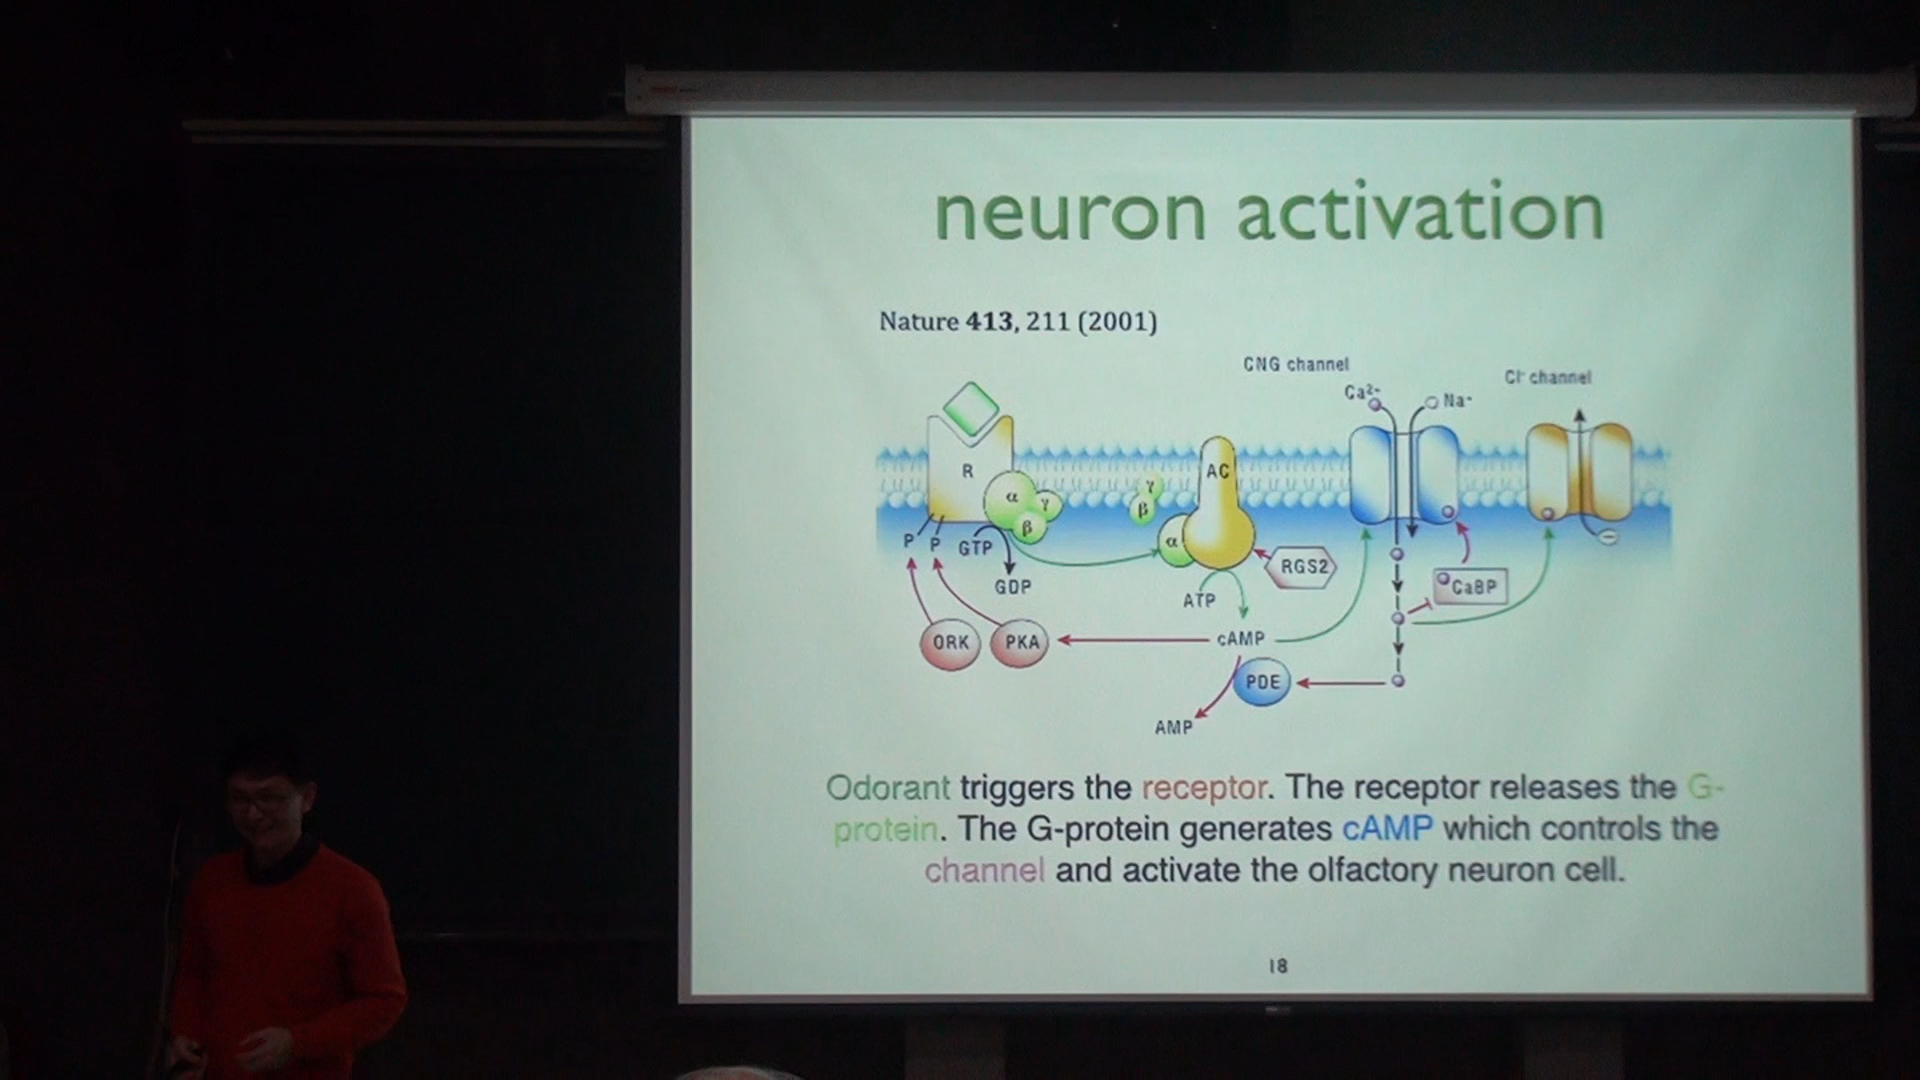 neuron activation
Nature 413, 211 (2001)
CNG channel
Cl- channel
Ca2-
Na-
R
AC
α
γ
β
γ
β
α
P
P
GTP
GDP
RGS2
ATP
CaBP
ORK
PKA
cAMP
PDE
AMP
Odorant triggers the receptor. The receptor releases the G-
protein. The G-protein generates cAMP which controls the
channel and activate the olfactory neuron cell.
18